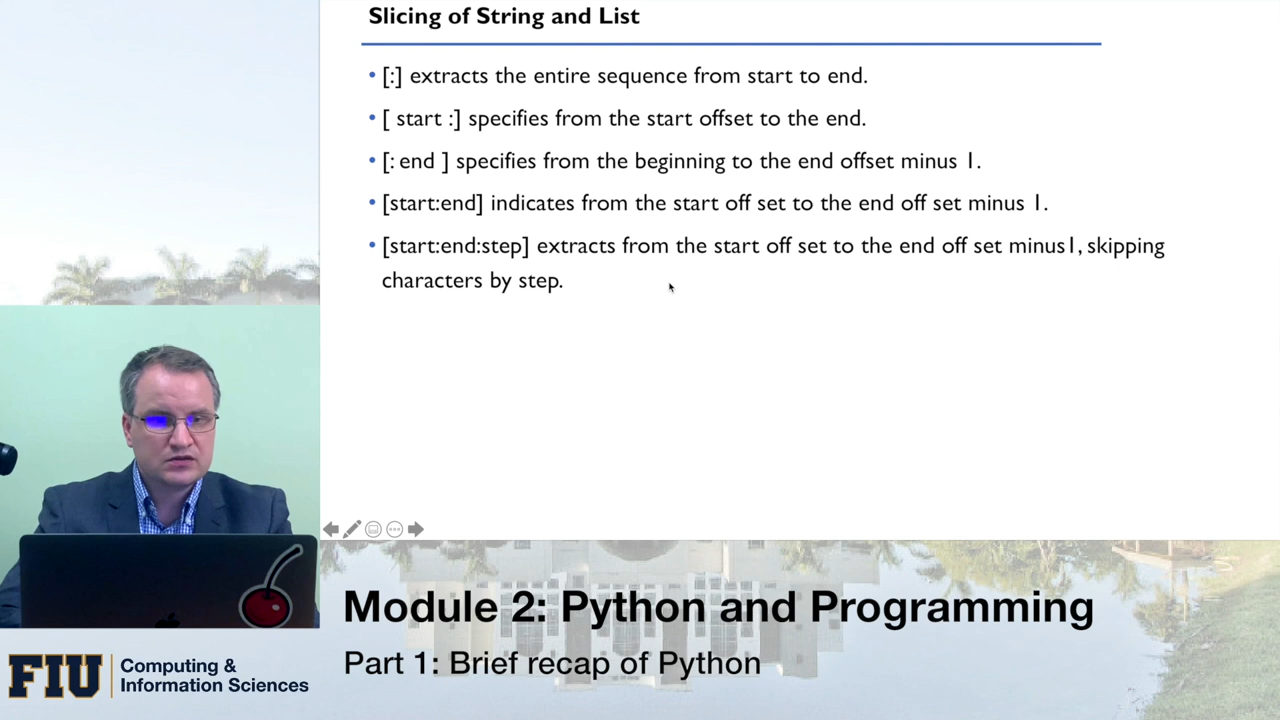 Slicing of String and List
• [:] extracts the entire sequence from start to end.
• [ start :] specifies from the start offset to the end.
• [: end ] specifies from the beginning to the end offset minus 1.
• [start:end] indicates from the start off set to the end off set minus 1.
• [start:end:step] extracts from the start off set to the end off set minus1, skipping
characters by step.
Module 2: Python and Programming
Part 1: Brief recap of Python
FIU
Computing &
Information Sciences